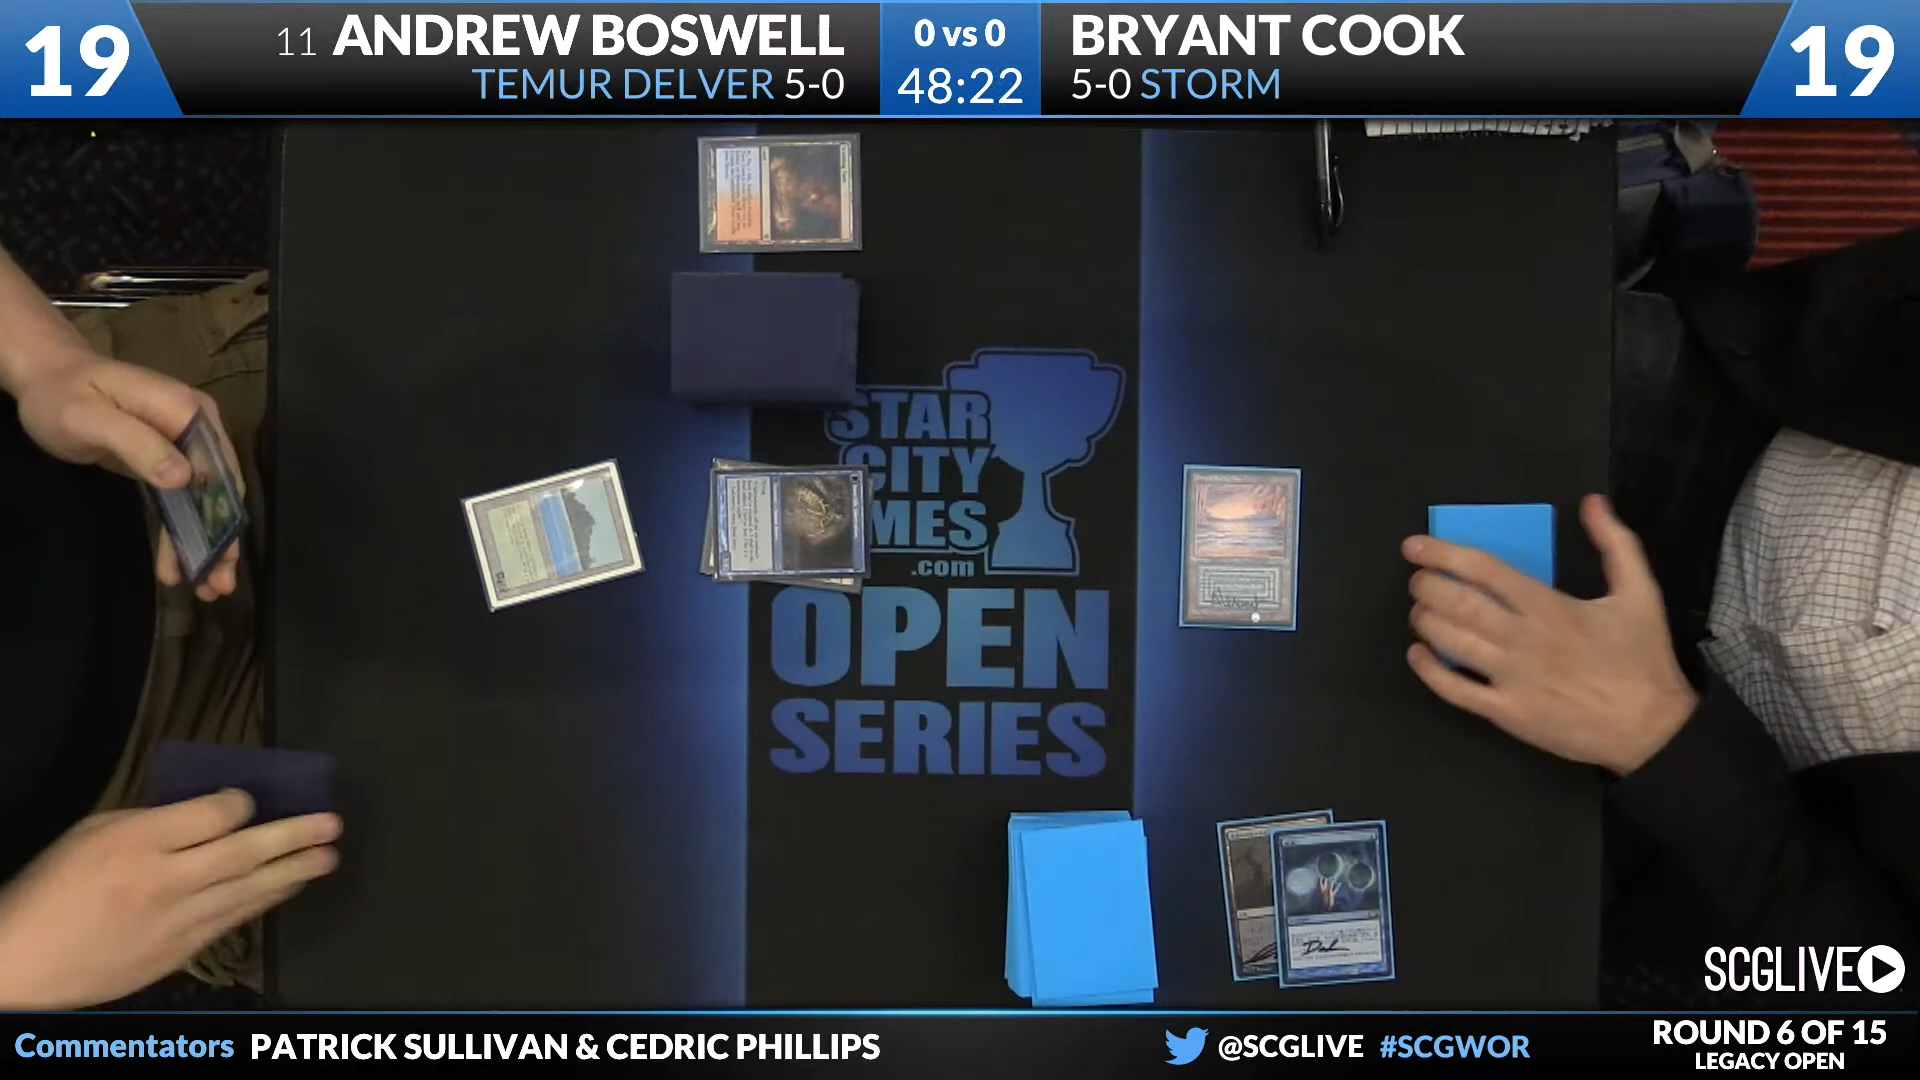 19
11 ANDREW BOSWELL
TEMUR DELVER 5-0
0 vs 0
48:22
BRYANT COOK
5-0 STORM
19
STAR
CITY
GAMES
.com
OPEN
SERIES
SCGLIVE
Commentators PATRICK SULLIVAN & CEDRIC PHILLIPS
@SCGLIVE #SCGWOR
ROUND 6 OF 15
LEGACY OPEN